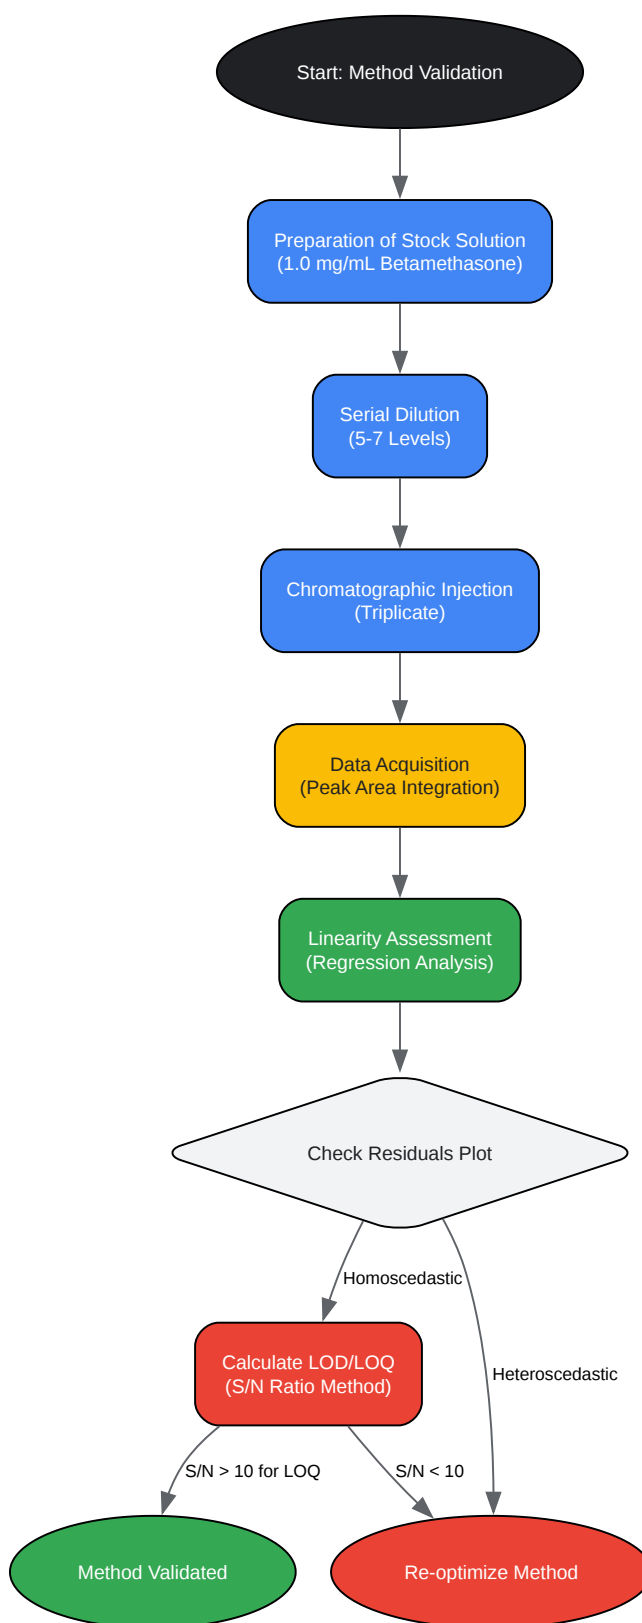 Start: Method Validation
Preparation of Stock Solution
(1.0 mg/mL Betamethasone)
Serial Dilution
(5-7 Levels)
Chromatographic Injection
(Triplicate)
Data Acquisition
(Peak Area Integration)
Linearity Assessment
(Regression Analysis)
Check Residuals Plot
Homoscedastic
Calculate LOD/LOQ
(S/N Ratio Method)
Heteroscedastic
S/N > 10 for LOQ
S/N < 10
Method Validated
Re-optimize Method